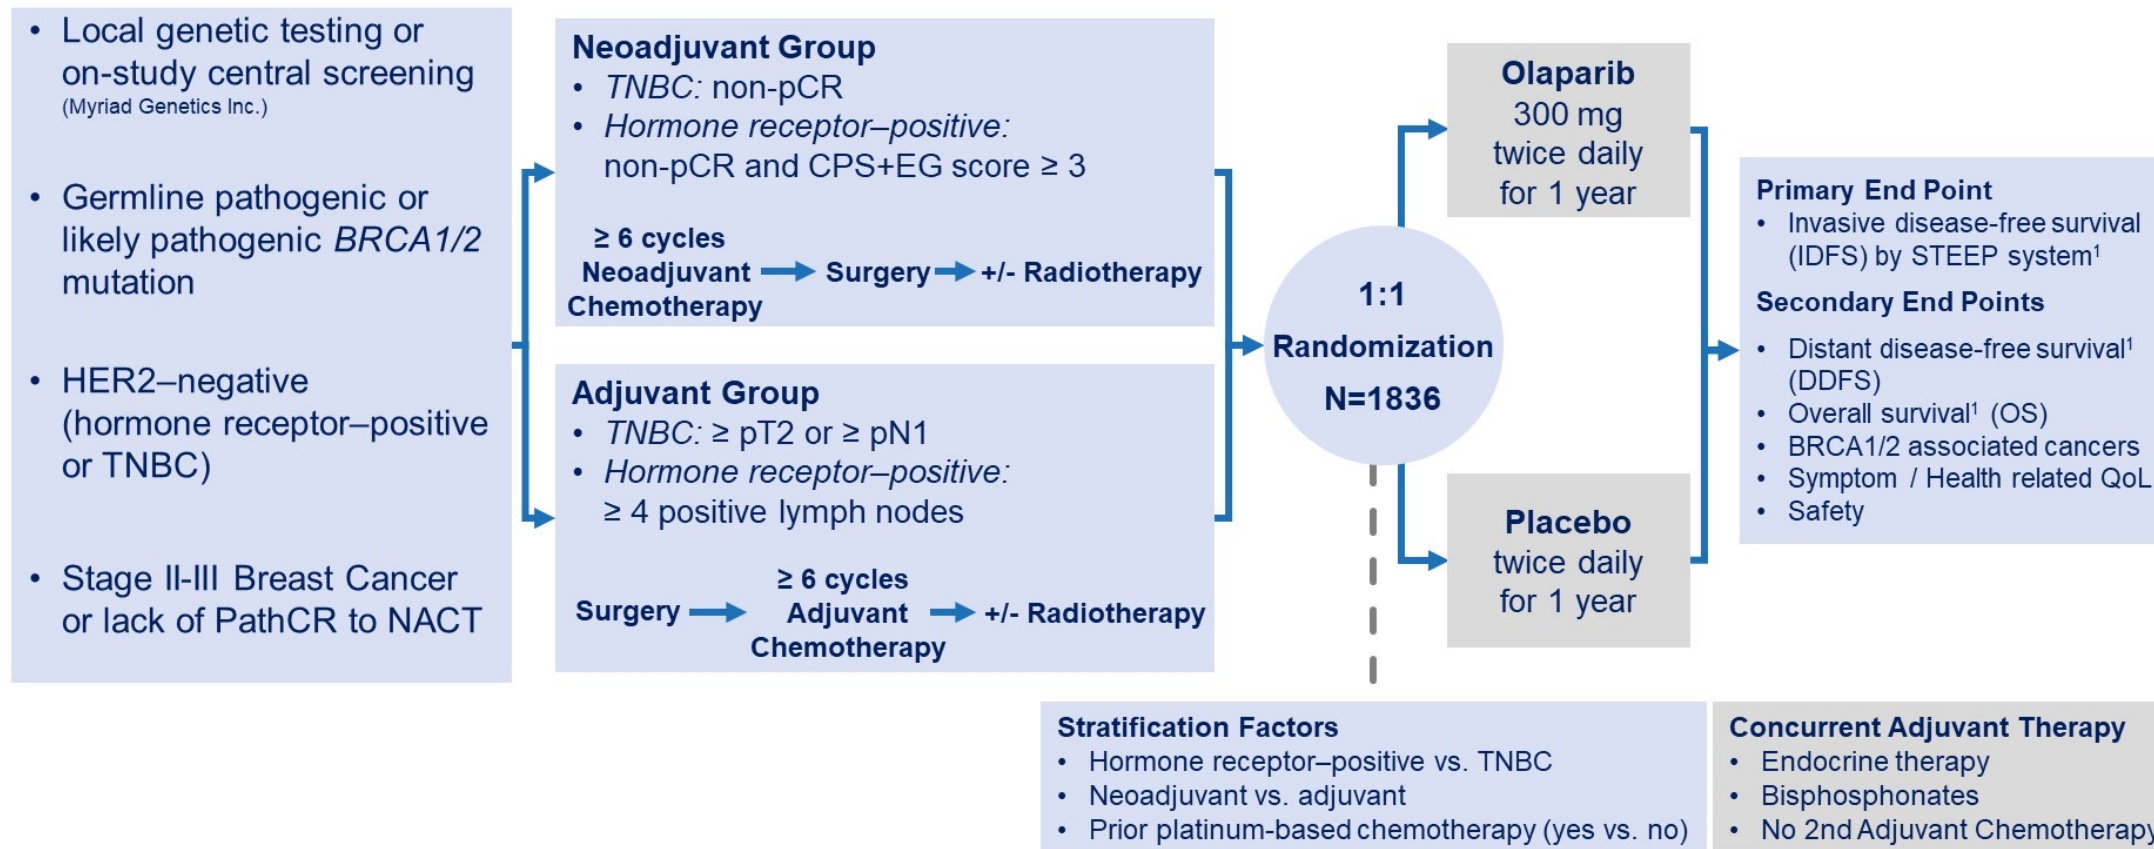 • Local genetic testing or
on-study central screening
(Myriad Genetics Inc.)
• Germline pathogenic or
likely pathogenic BRCA1/2
mutation
• HER2–negative
(hormone receptor–positive
or TNBC)
• Stage II-III Breast Cancer
or lack of PathCR to NACT
Neoadjuvant Group
• TNBC: non-pCR
• Hormone receptor–positive:
non-pCR and CPS+EG score ≥ 3
≥ 6 cycles
Neoadjuvant
Chemotherapy
Surgery
+/- Radiotherapy
Adjuvant Group
• TNBC: ≥ pT2 or ≥ pN1
• Hormone receptor–positive:
≥ 4 positive lymph nodes
Surgery
≥ 6 cycles
Adjuvant
Chemotherapy
+/- Radiotherapy
1:1
Randomization
N=1836
Olaparib
300 mg
twice daily
for 1 year
Placebo
twice daily
for 1 year
Primary End Point
• Invasive disease-free survival
(IDFS) by STEEP system¹
Secondary End Points
• Distant disease-free survival¹
(DDFS)
• Overall survival¹ (OS)
• BRCA1/2 associated cancers
• Symptom / Health related QoL
• Safety
Stratification Factors
• Hormone receptor–positive vs. TNBC
• Neoadjuvant vs. adjuvant
• Prior platinum-based chemotherapy (yes vs. no)
Concurrent Adjuvant Therapy
• Endocrine therapy
• Bisphosphonates
• No 2nd Adjuvant Chemotherapy